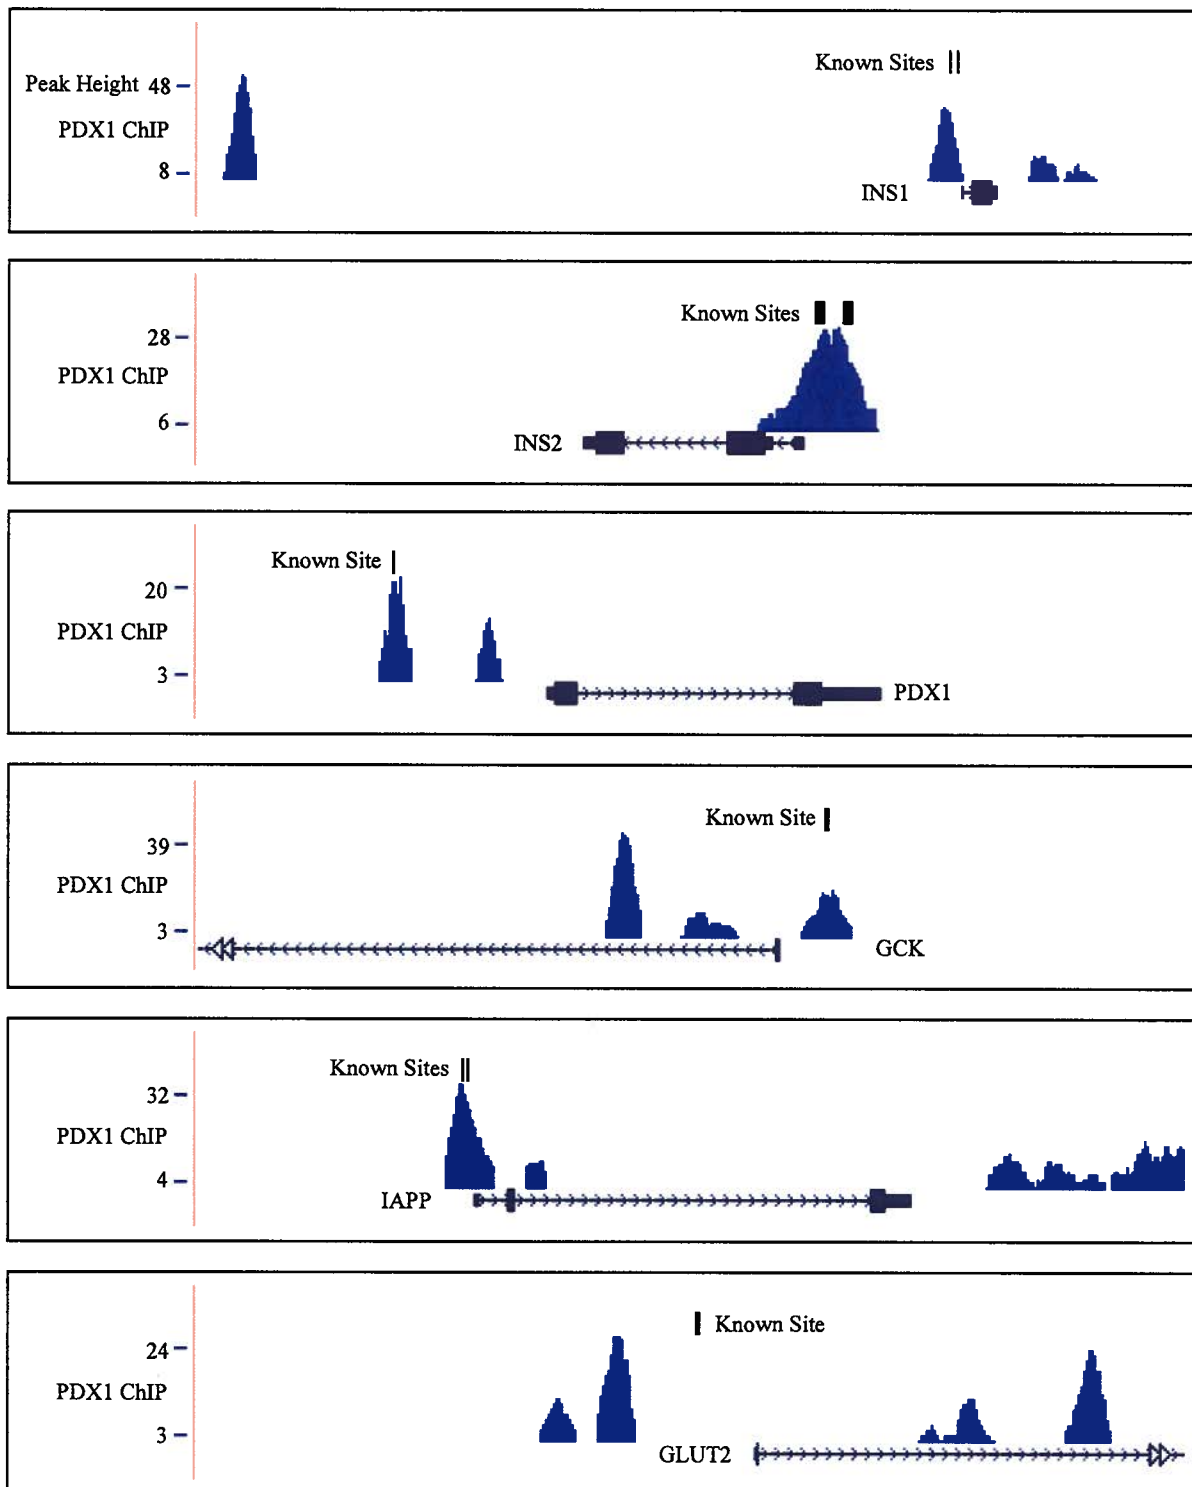 Known Sites
Peak Height 48
PDX1 ChIP
8
INS1
Known Sites
28
PDX1 ChIP
6
INS2
Known Site
20
PDX1 ChIP
3
PDX1
Known Site
39
PDX1 ChIP
3
GCK
Known Sites
32
PDX1 ChIP
4
IAPP
Known Site
24
PDX1 ChIP
3
GLUT2